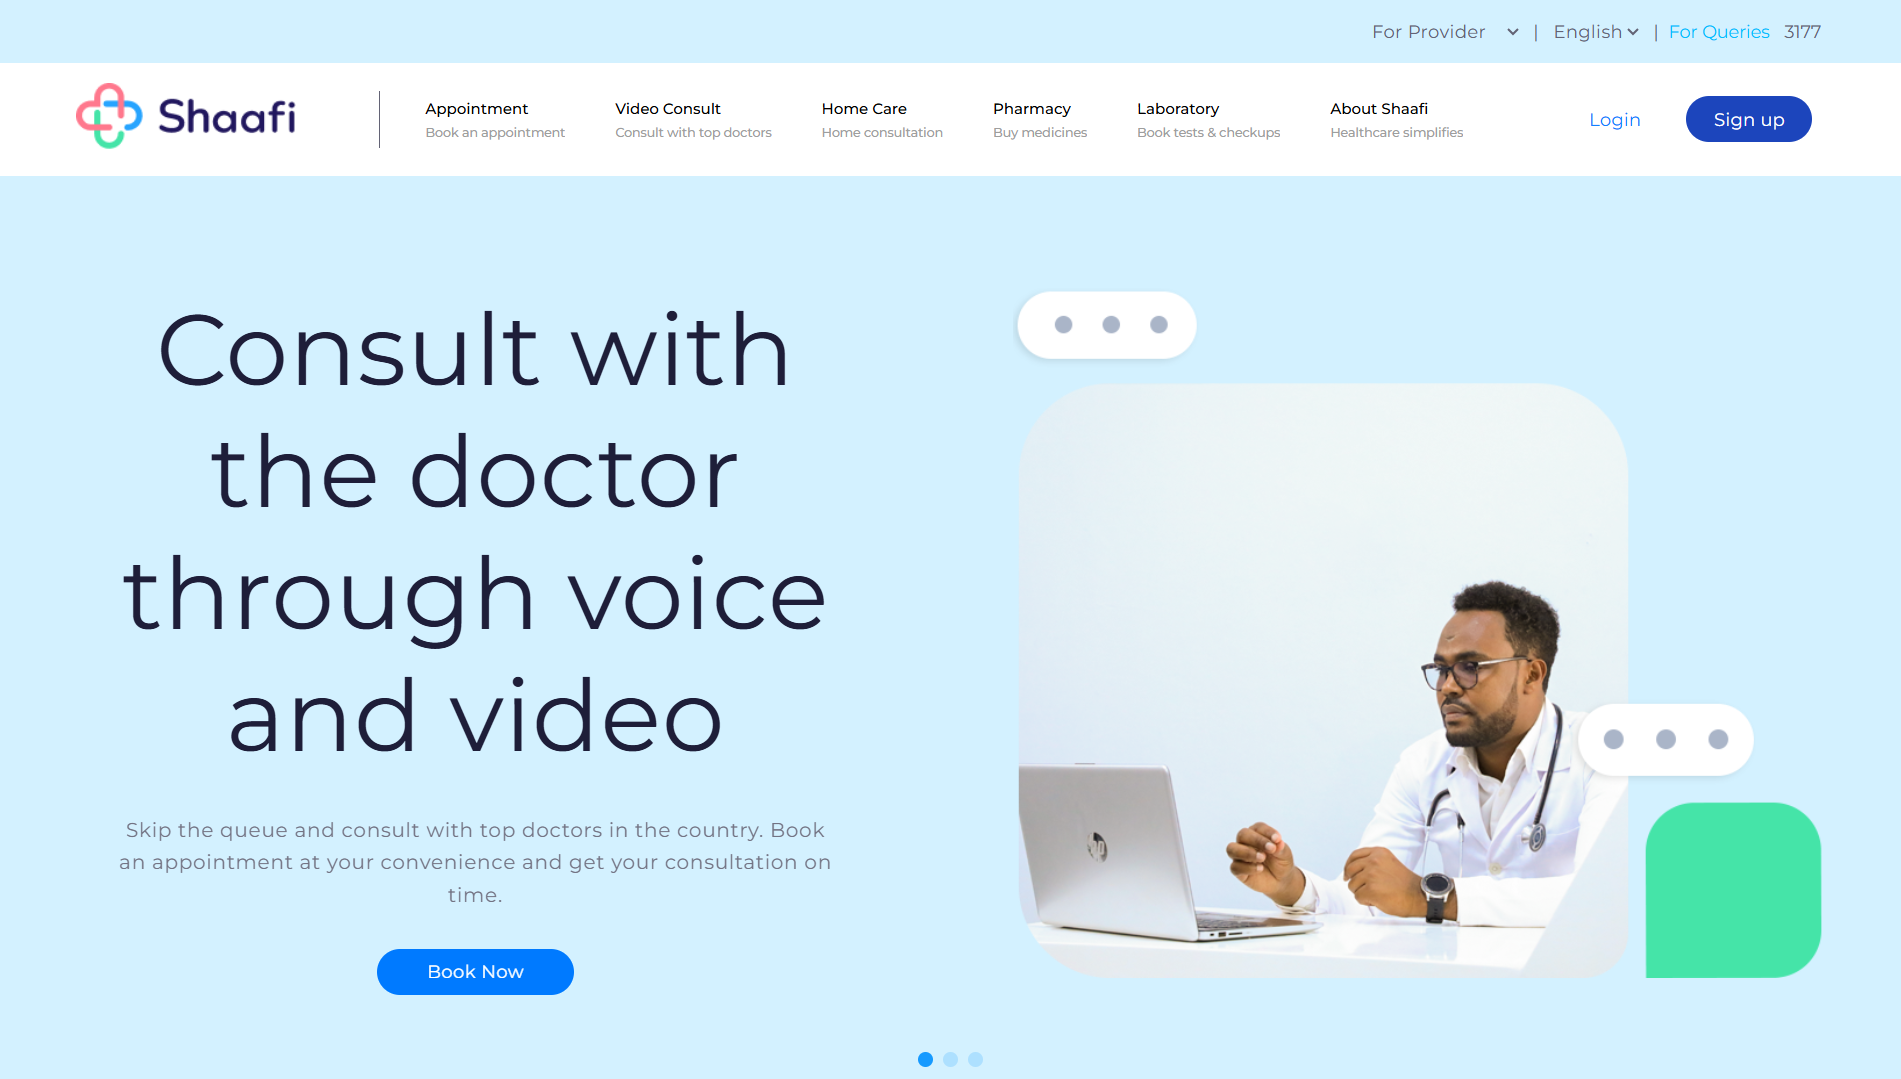 For Provider | English | For Queries 3177
Shaafi
Appointment
Book an appointment
Video Consult
Consult with top doctors
Home Care
Home consultation
Pharmacy
Buy medicines
Laboratory
Book tests & checkups
About Shaafi
Healthcare simplifies
Login
Sign up
Consult with
the doctor
through voice
and video
Skip the queue and consult with top doctors in the country. Book
an appointment at your convenience and get your consultation on
time.
Book Now
hp